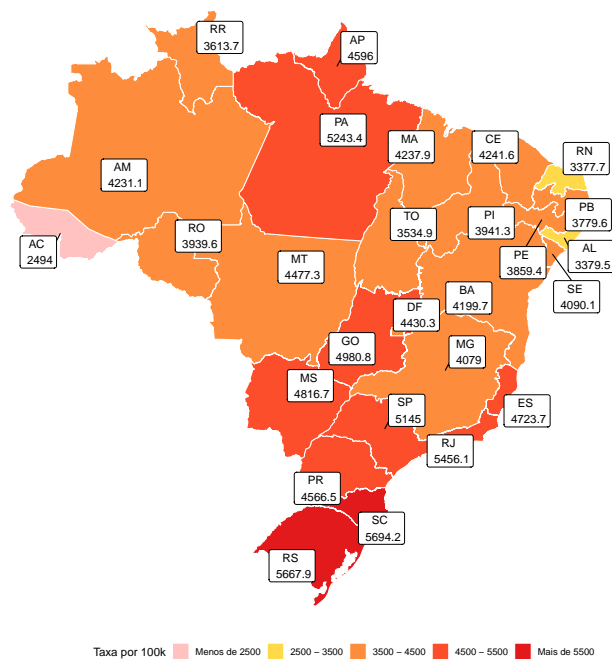 RR
3613.7
AP
4596
PA
5243.4
MA
4237.9
CE
4241.6
RN
3377.7
AM
4231.1
TO
3534.9
PI
3941.3
PB
3779.6
AC
2494
RO
3939.6
MT
4477.3
PE
3859.4
AL
3379.5
BA
4199.7
SE
4090.1
DF
4430.3
GO
4980.8
MG
4079
MS
4816.7
SP
5145
ES
4723.7
RJ
5456.1
PR
4566.5
SC
5694.2
RS
5667.9
Taxa por 100k Menos de 2500 2500 – 3500 3500 – 4500 4500 – 5500 Mais de 5500